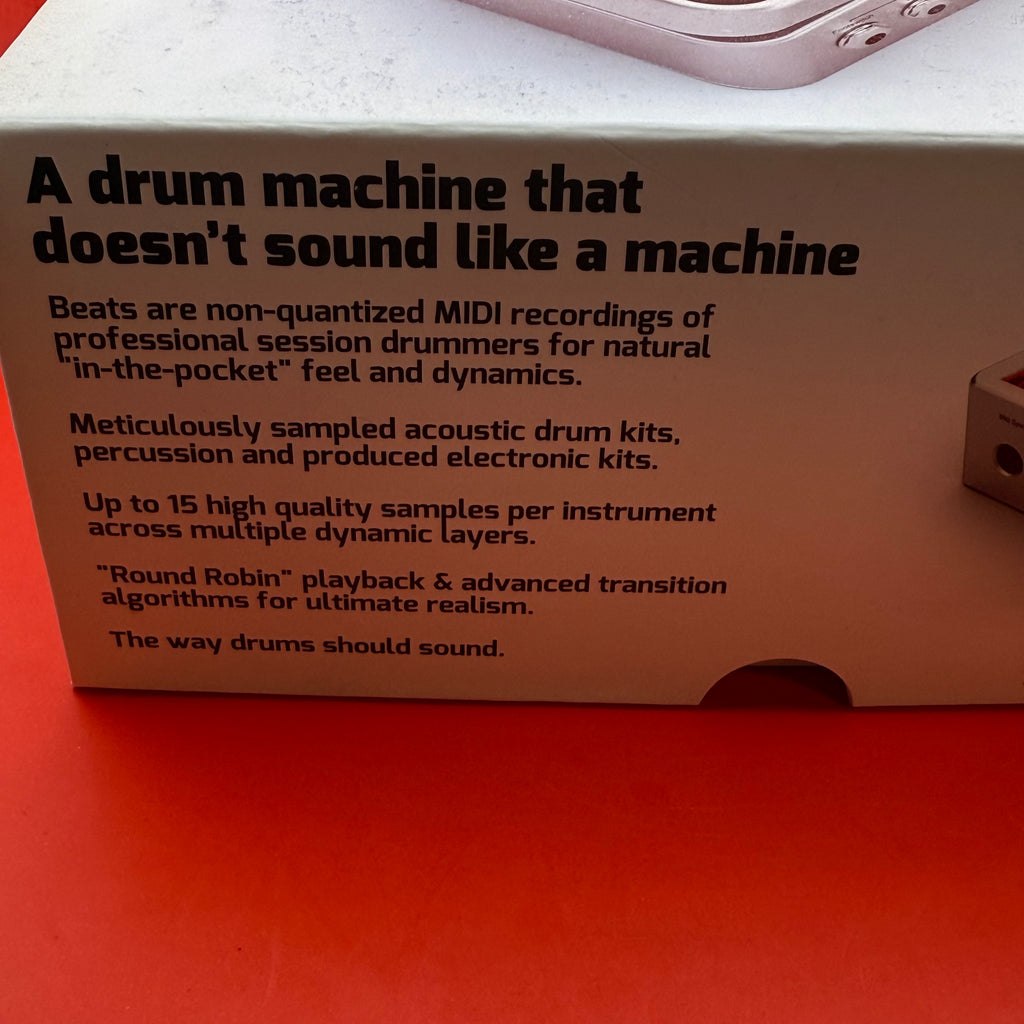 A drum machine that
doesn't sound like a machine
Beats are non-quantized MIDI recordings of
professional session drummers for natural
"in-the-pocket" feel and dynamics.
Meticulously sampled acoustic drum kits,
percussion and produced electronic kits.
Up to 15 high quality samples per instrument
across multiple dynamic layers.
"Round Robin" playback & advanced transition
algorithms for ultimate realism.
The way drums should sound.